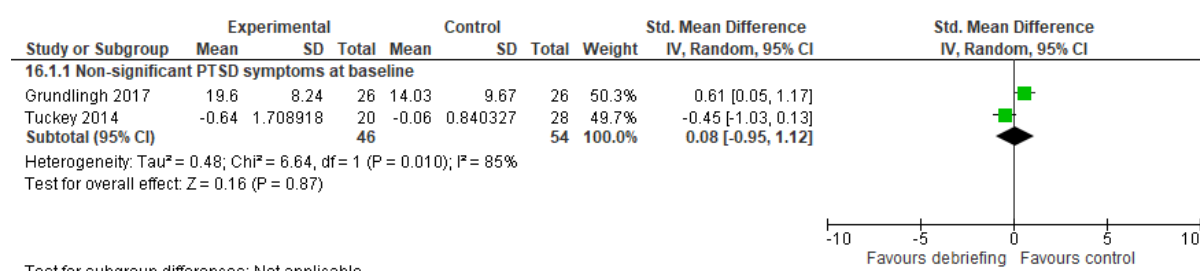 Experimental Control Std. Mean Difference Std. Mean Difference
Study or Subgroup Mean SD Total Mean SD Total Weight IV, Random, 95% CI IV, Random, 95% CI
16.1.1 Non-significant PTSD symptoms at baseline
Grundlingh 2017 19.6 8.24 26 14.03 9.67 26 50.3% 0.61 [0.05, 1.17]
Tuckey 2014 -0.64 1.708918 20 -0.06 0.840327 28 49.7% -0.45 [-1.03, 0.13]
Subtotal (95% CI) 46 54 100.0% 0.08 [-0.95, 1.12]
Heterogeneity: Tau² = 0.48; Chi² = 6.64, df = 1 (P = 0.010); I² = 85%
Test for overall effect: Z = 0.16 (P = 0.87)
-10 -5 0 5 10
Favours debriefing Favours control
Test for subgroup differences: Not applicable